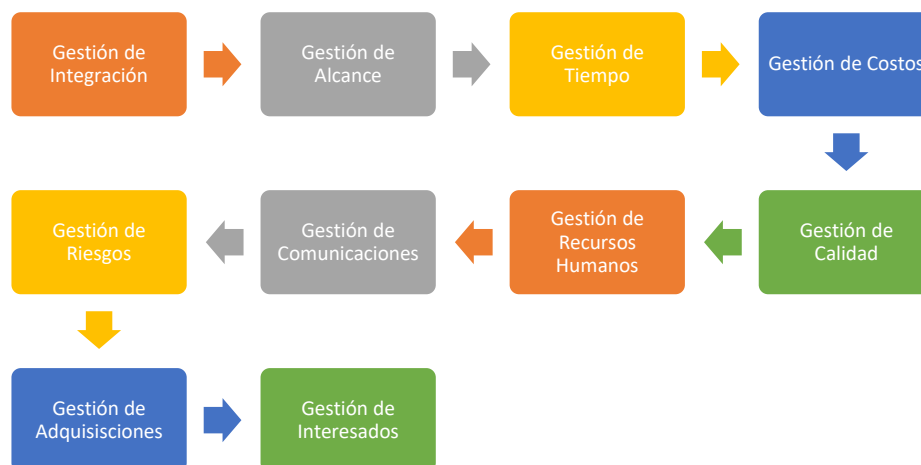 Gestión de
Integración
Gestión de
Alcance
Gestión de
Tiempo
Gestión de Costos
Gestión de
Calidad
Gestión de
Recursos
Humanos
Gestión de
Comunicaciones
Gestión de
Riesgos
Gestión de
Adquisisciones
Gestión de
Interesados